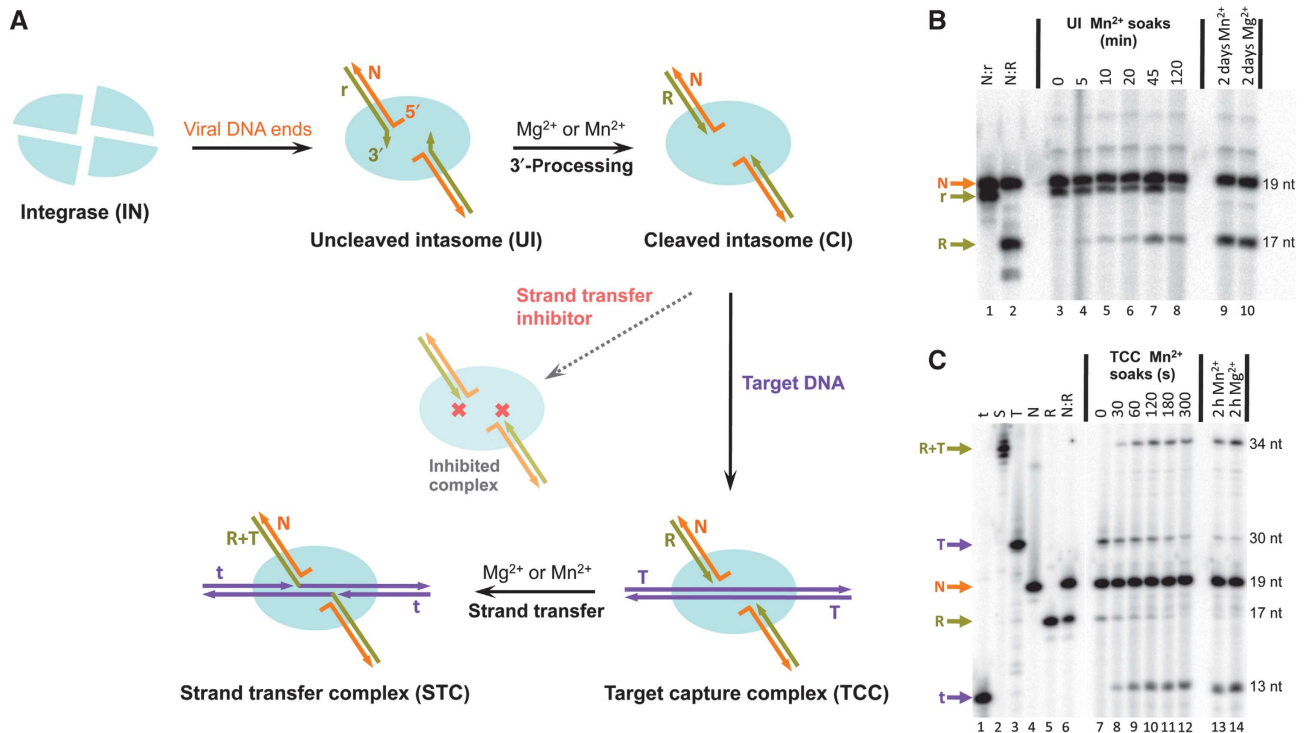 A
Integrase (IN)
Viral DNA ends
N
r
5′
3′
Uncleaved intasome (UI)
Mg2+ or Mn2+
3′-Processing
N
R
Cleaved intasome (CI)
Strand transfer
inhibitor
Inhibited
complex
Target DNA
N
R
T
T
Target capture complex (TCC)
Mg2+ or Mn2+
Strand transfer
N
R+T
t
t
Strand transfer complex (STC)
B
UI Mn2+ soaks
(min)
N:r
N:R
0
5
10
20
45
120
2 days Mn2+
2 days Mg2+
N
19 nt
r
R
17 nt
1 2 3 4 5 6 7 8 9 10
C
TCC Mn2+
soaks (s)
t
S
T
N
R
N:R
0
30
60
120
180
300
2 h Mn2+
2 h Mg2+
R+T
34 nt
T
30 nt
N
19 nt
R
17 nt
t
13 nt
1 2 3 4 5 6 7 8 9 10 11 12 13 14